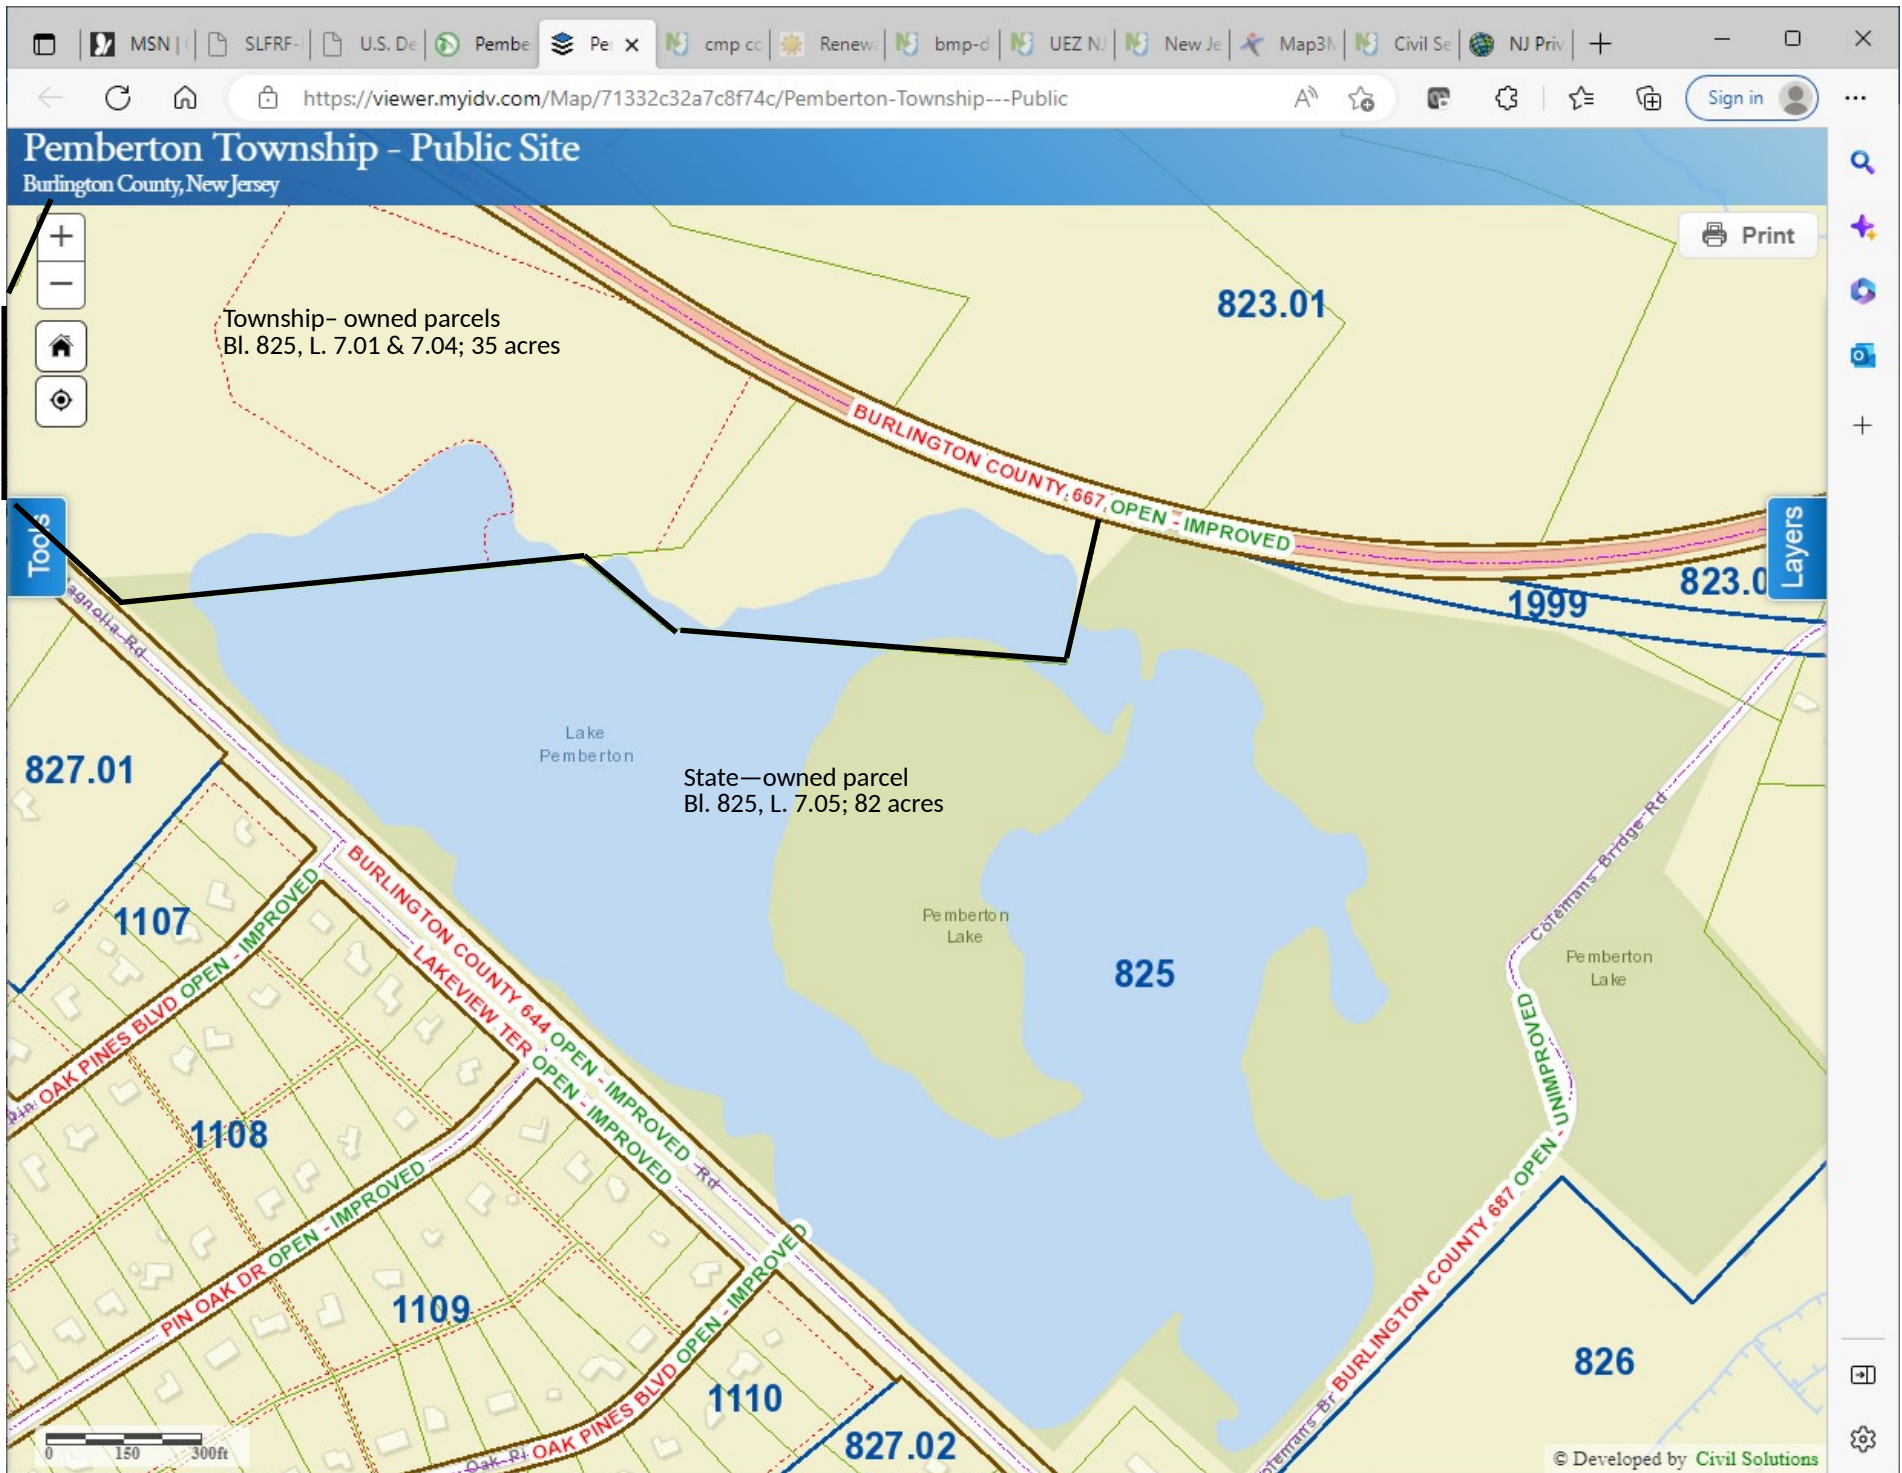 MSN |
SLFRF-
U.S. De
Pembe
Pe
cmp co
Renew
bmp-d
UEZ NJ
New Je
Map3
Civil Se
NJ Priv
https://viewer.myidv.com/Map/71332c32a7c8f74c/Pemberton-Township---Public
Sign in
Pemberton Township - Public Site
Burlington County, New Jersey
Print
823.01
Township– owned parcels
Bl. 825, L. 7.01 & 7.04; 35 acres
BURLINGTON COUNTY 667 OPEN - IMPROVED
Tools
Layers
823.0
1999
agnolia Rd
Lake
Pemberton
827.01
State—owned parcel
Bl. 825, L. 7.05; 82 acres
Colemans Bridge Rd
BURLINGTON COUNTY 644 OPEN - IMPROVED Rd
LAKEVIEW TER OPEN - IMPROVED
1107
Pemberton
Lake
825
Pemberton
Lake
OAK PINES BLVD OPEN - IMPROVED
1108
BURLINGTON COUNTY 687 OPEN - UNIMPROVED
PIN OAK DR OPEN - IMPROVED
1109
826
1110
OAK PINES BLVD OPEN - IMPROVED
827.02
0 150 300ft
© Developed by Civil Solutions